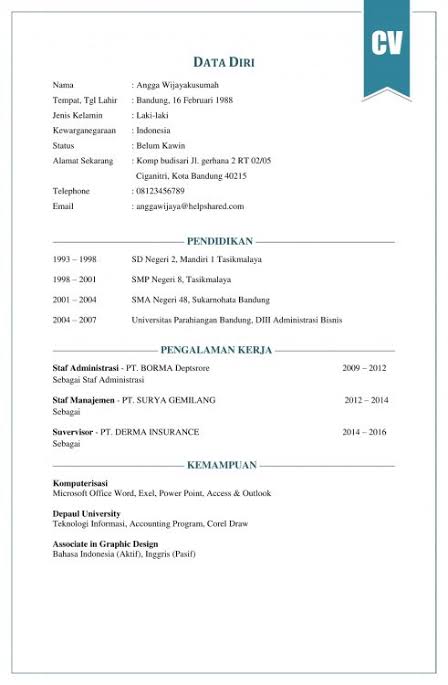 CV
DATA DIRI
Nama : Angga Wijayakusumah
Tempat, Tgl Lahir : Bandung, 16 Februari 1988
Jenis Kelamin : Laki-laki
Kewarganegaraan : Indonesia
Status : Belum Kawin
Alamat Sekarang : Komp budisari Jl. gerhana 2 RT 02/05
Ciganitri, Kota Bandung 40215
Telephone : 08123456789
Email : anggawijaya@helpshared.com
PENDIDIKAN
1993 – 1998 SD Negeri 2, Mandiri 1 Tasikmalaya
1998 – 2001 SMP Negeri 8, Tasikmalaya
2001 – 2004 SMA Negeri 48, Sukarnohata Bandung
2004 – 2007 Universitas Parahiangan Bandung, DIII Administrasi Bisnis
PENGALAMAN KERJA
Staf Administrasi - PT. BORMA Deptsrore 2009 – 2012
Sebagai Staf Administrasi
Staf Manajemen - PT. SURYA GEMILANG 2012 – 2014
Sebagai
Suvervisor - PT. DERMA INSURANCE 2014 – 2016
Sebagai
KEMAMPUAN
Komputerisasi
Microsoft Office Word, Exel, Power Point, Access & Outlook
Depaul University
Teknologi Informasi, Accounting Program, Corel Draw
Associate in Graphic Design
Bahasa Indonesia (Aktif), Inggris (Pasif)